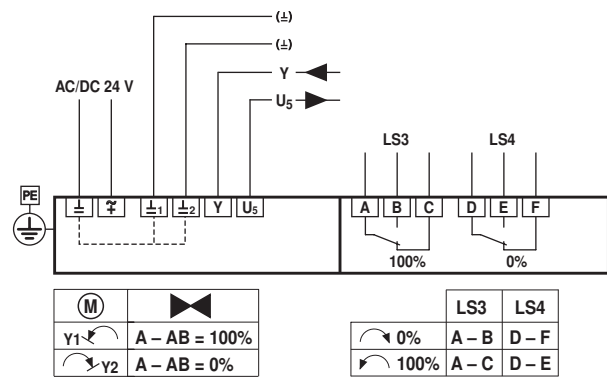 (⊥)
(⊥)
Y
AC/DC 24 V
U5
LS3 LS4
PE
⊥ ~ ⊥1 ⊥2 Y U5 A B C D E F
100% 0%
M
Y1 A – AB = 100%
Y2 A – AB = 0%
LS3 LS4
0% A – B D – F
100% A – C D – E